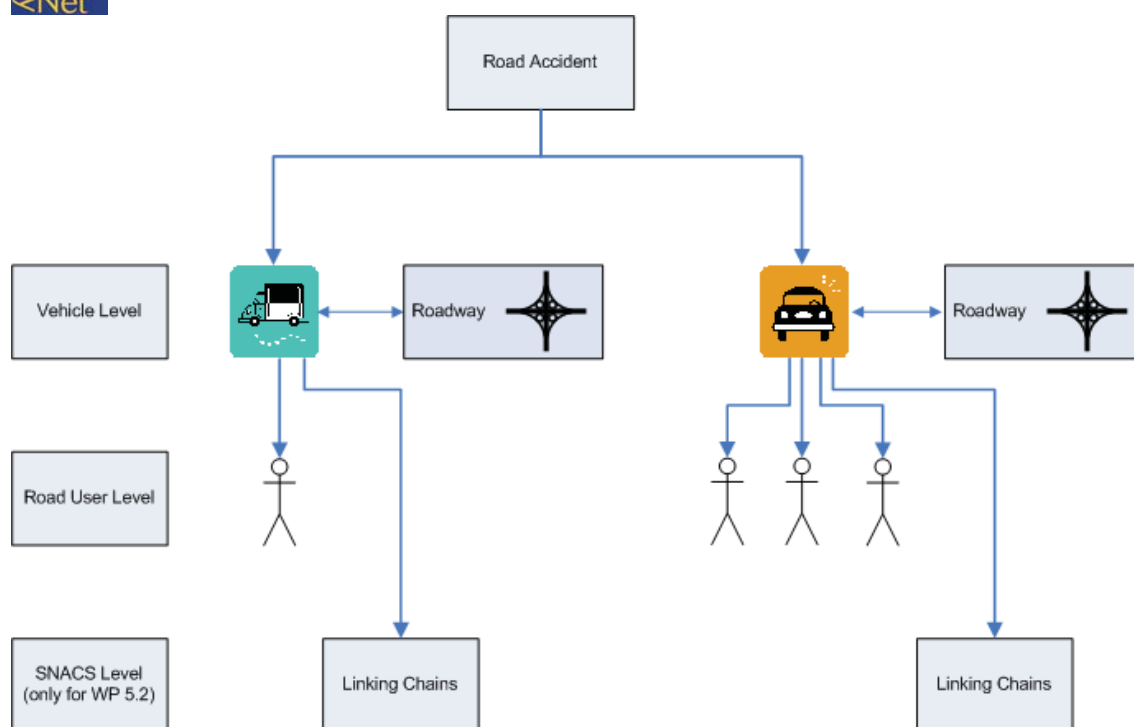 Net
Road Accident
Vehicle Level
Roadway
Roadway
Road User Level
SNACS Level
(only for WP 5.2)
Linking Chains
Linking Chains